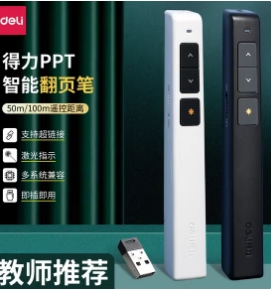 deli
得力PPT
智能翻页笔
50m/100m遥控距离
支持超链接
激光指示
多系统兼容
即插即用
教师推荐